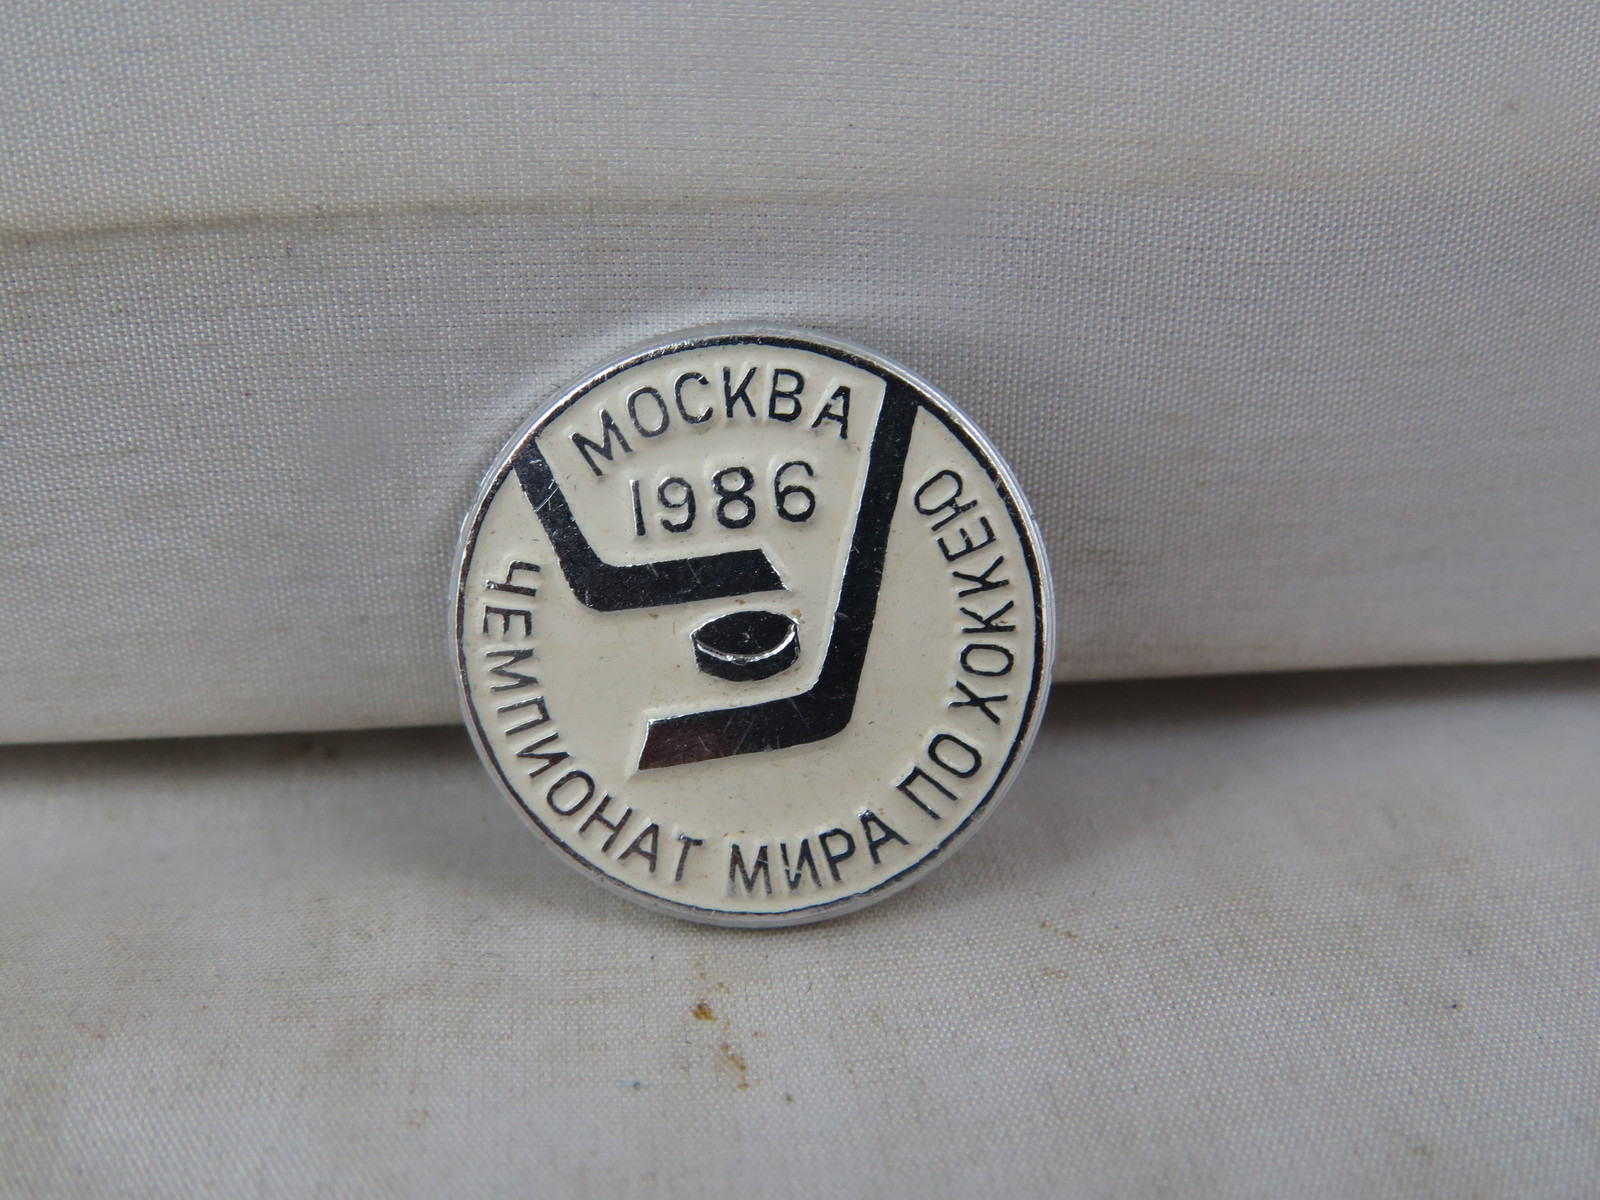 МОСКВА
1986
ЧЕМПИОНАТ МИРА ПО ХОККЕЮ